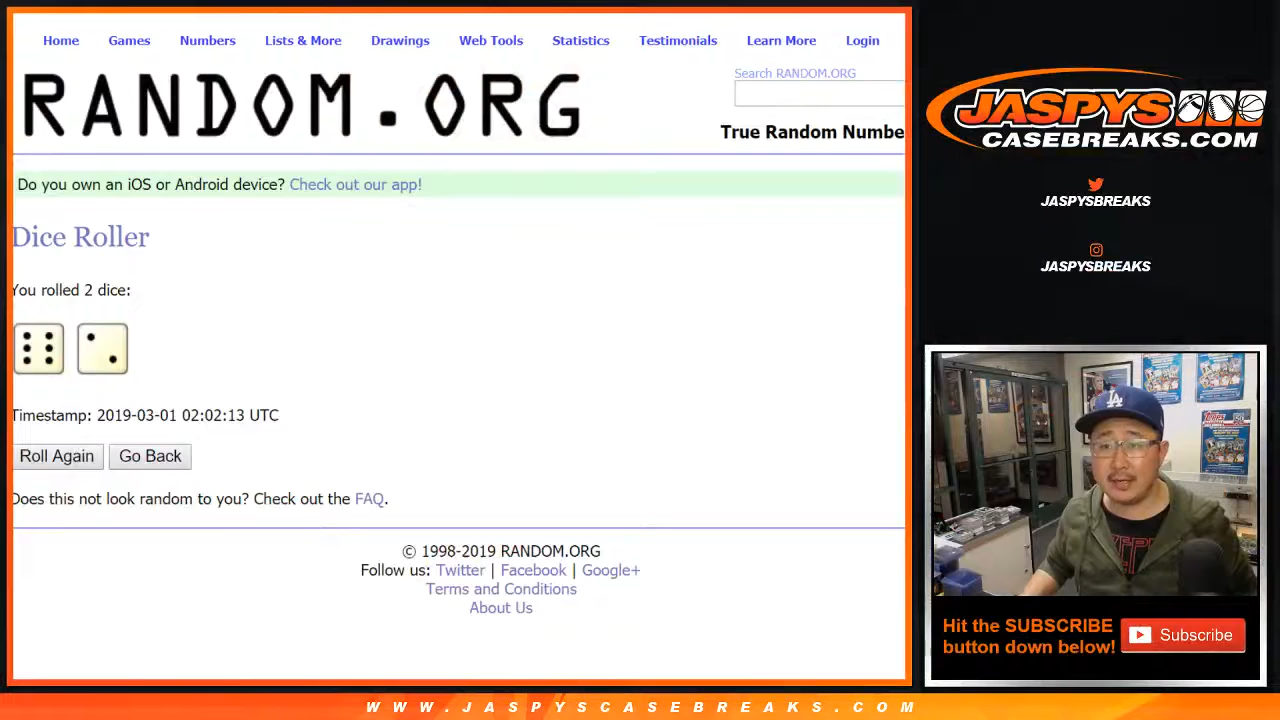 Home Games Numbers Lists & More Drawings Web Tools Statistics Testimonials Learn More Login
RANDOM.ORG
Search RANDOM.ORG
True Random Numbe
Do you own an iOS or Android device? Check out our app!
Dice Roller
You rolled 2 dice:
Timestamp: 2019-03-01 02:02:13 UTC
Roll Again Go Back
Does this not look random to you? Check out the FAQ.
© 1998-2019 RANDOM.ORG
Follow us: Twitter | Facebook | Google+
Terms and Conditions
About Us
JASPYS
CASEBREAKS.COM
JASPYSBREAKS
JASPYSBREAKS
LA
Topps
Hit the SUBSCRIBE
button down below!
Subscribe
WWW.JASPYSCASEBREAKS.COM